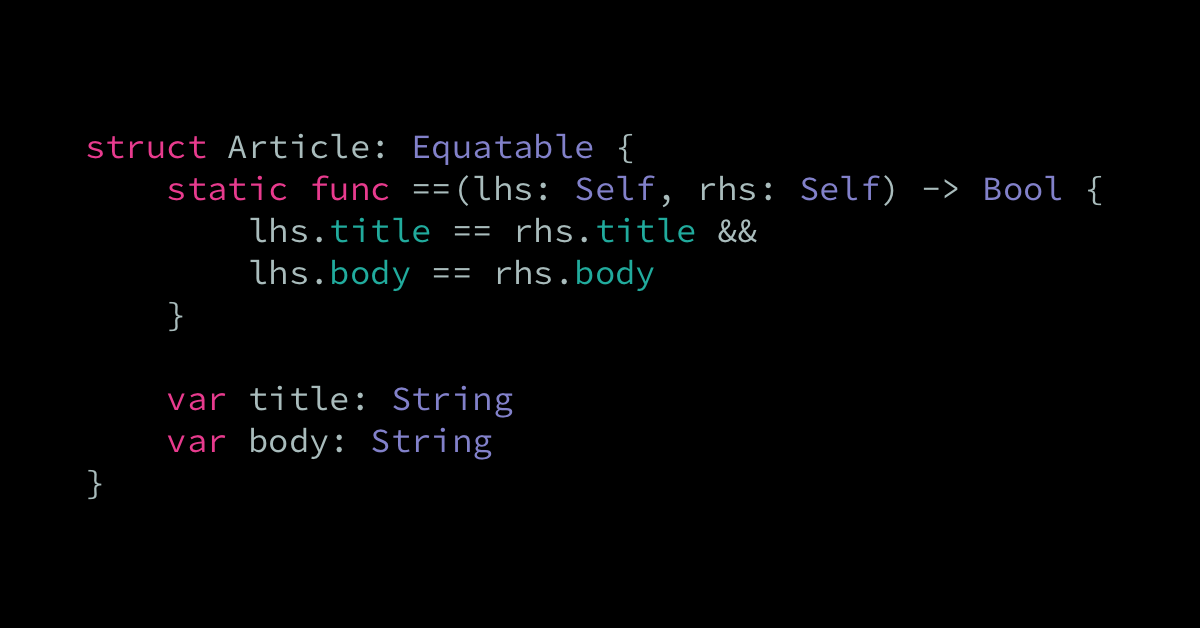 struct Article: Equatable {
    static func ==(lhs: Self, rhs: Self) -> Bool {
        lhs.title == rhs.title &&
        lhs.body == rhs.body
    }

    var title: String
    var body: String
}